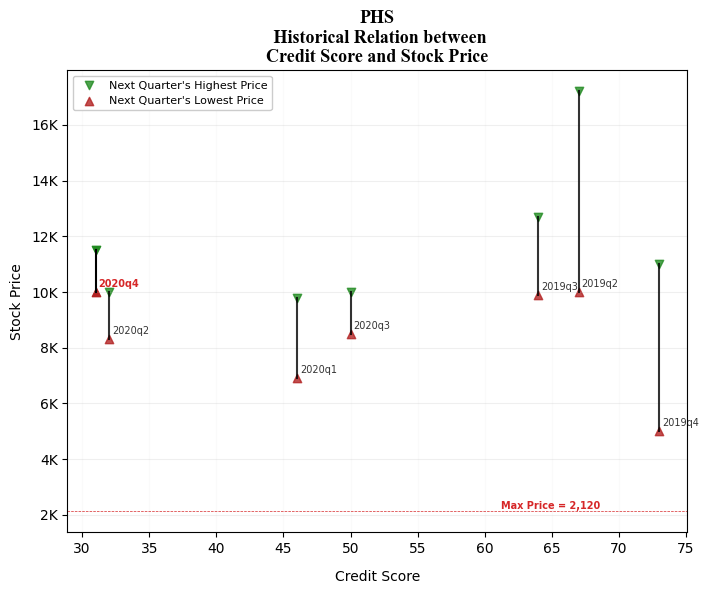 PHS
Historical Relation between
Credit Score and Stock Price
Next Quarter's Highest Price
Next Quarter's Lowest Price
Stock Price
16K
14K
12K
10K
8K
6K
4K
2K
2020q4
2020q2
2020q1
2020q3
2019q3
2019q2
2019q4
Max Price = 2,120
30 35 40 45 50 55 60 65 70 75
Credit Score